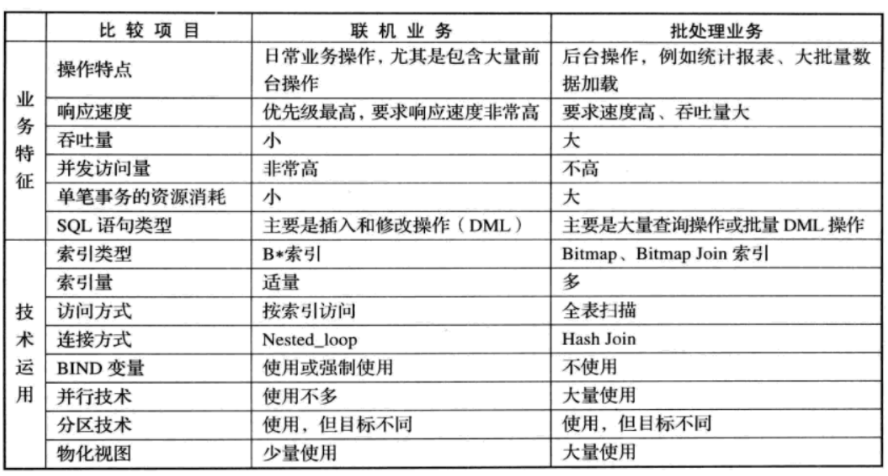 比较项目 联机业务 批处理业务
业务特征
操作特点 日常业务操作，尤其是包含大量前台操作 后台操作，例如统计报表、大批量数据加载
响应速度 优先级最高，要求响应速度非常高 要求速度高、吞吐量大
吞吐量 小 大
并发访问量 非常高 不高
单笔事务的资源消耗 小 大
SQL 语句类型 主要是插入和修改操作（DML） 主要是大量查询操作或批量 DML 操作
技术运用
索引类型 B*索引 Bitmap、Bitmap Join 索引
索引量 适量 多
访问方式 按索引访问 全表扫描
连接方式 Nested_loop Hash Join
BIND 变量 使用或强制使用 不使用
并行技术 使用不多 大量使用
分区技术 使用，但目标不同 使用，但目标不同
物化视图 少量使用 大量使用